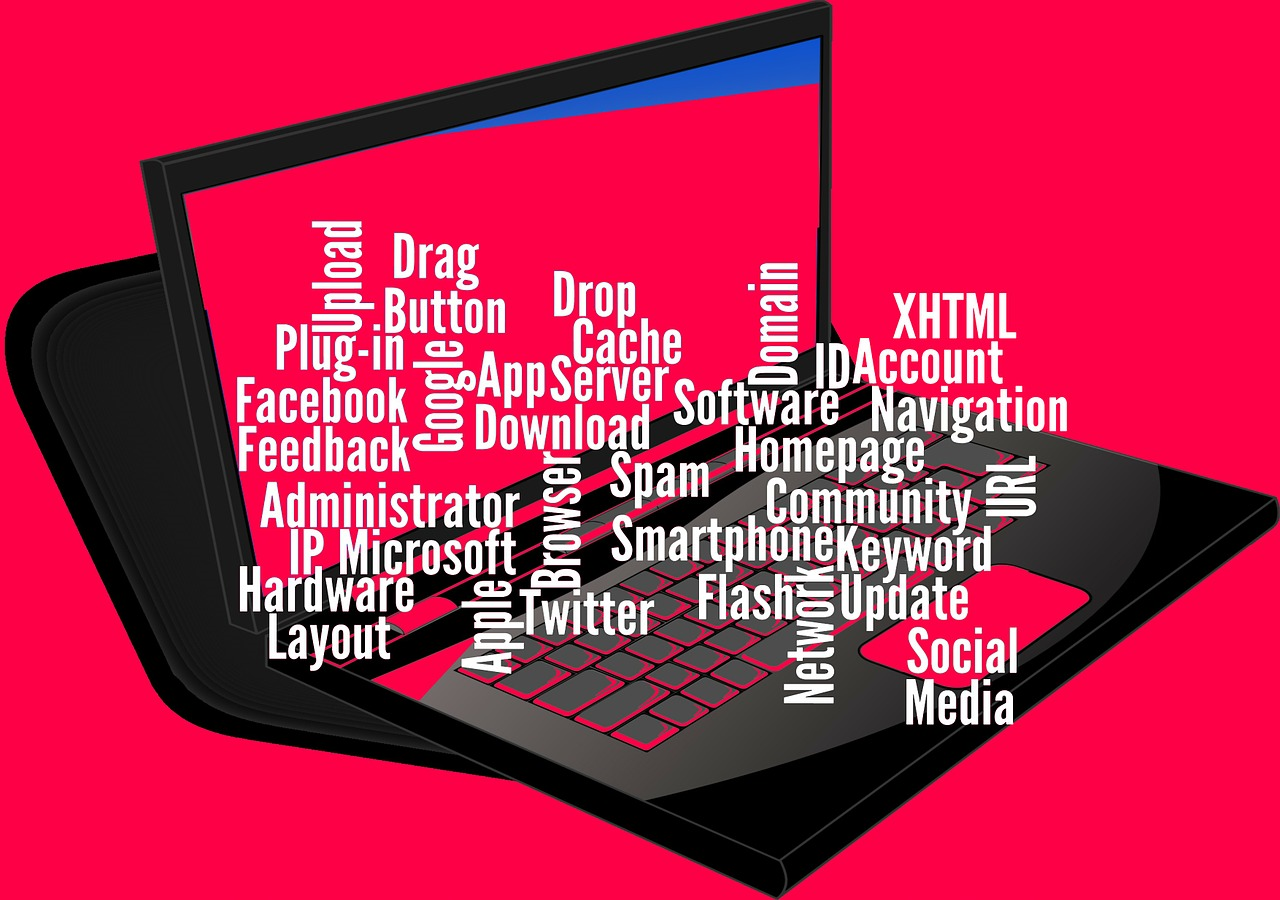 Upload
Drag
Button
Drop
Domain
XHTML
Plug-in
Google
Cache
ID
Account
App
Server
Facebook
Software
Navigation
Download
Feedback
Homepage
Browser
Spam
URL
Administrator
Community
IP
Microsoft
Smartphone
Keyword
Hardware
Apple
Twitter
Flash
Network
Update
Layout
Social
Media